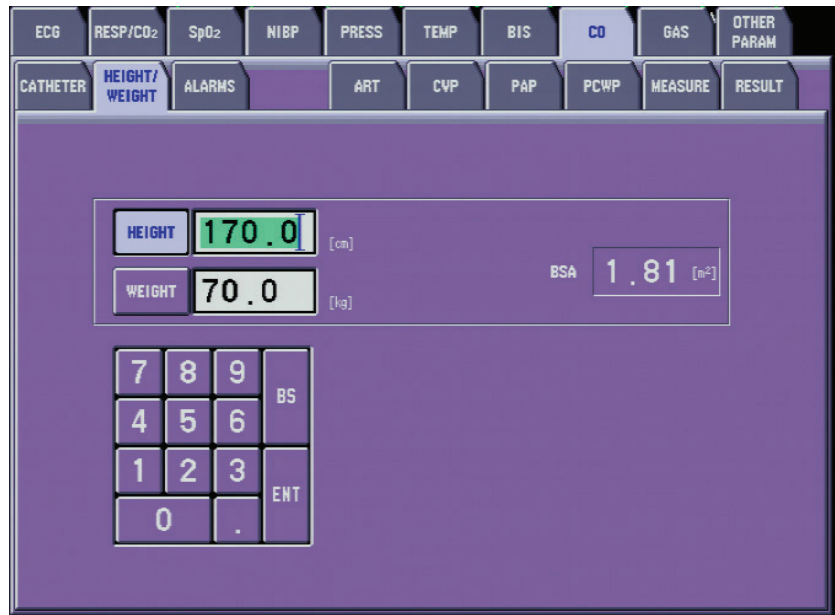 ECG RESP/CO₂ SpO₂ NIBP PRESS TEMP BIS CO GAS OTHER PARAM
CATHETER HEIGHT/ WEIGHT ALARMS ART CVP PAP PCWP MEASURE RESULT
HEIGHT 170.0 [cm]
WEIGHT 70.0 [kg]
BSA 1.81 [m²]
7 8 9 BS
4 5 6
1 2 3 ENT
0 .